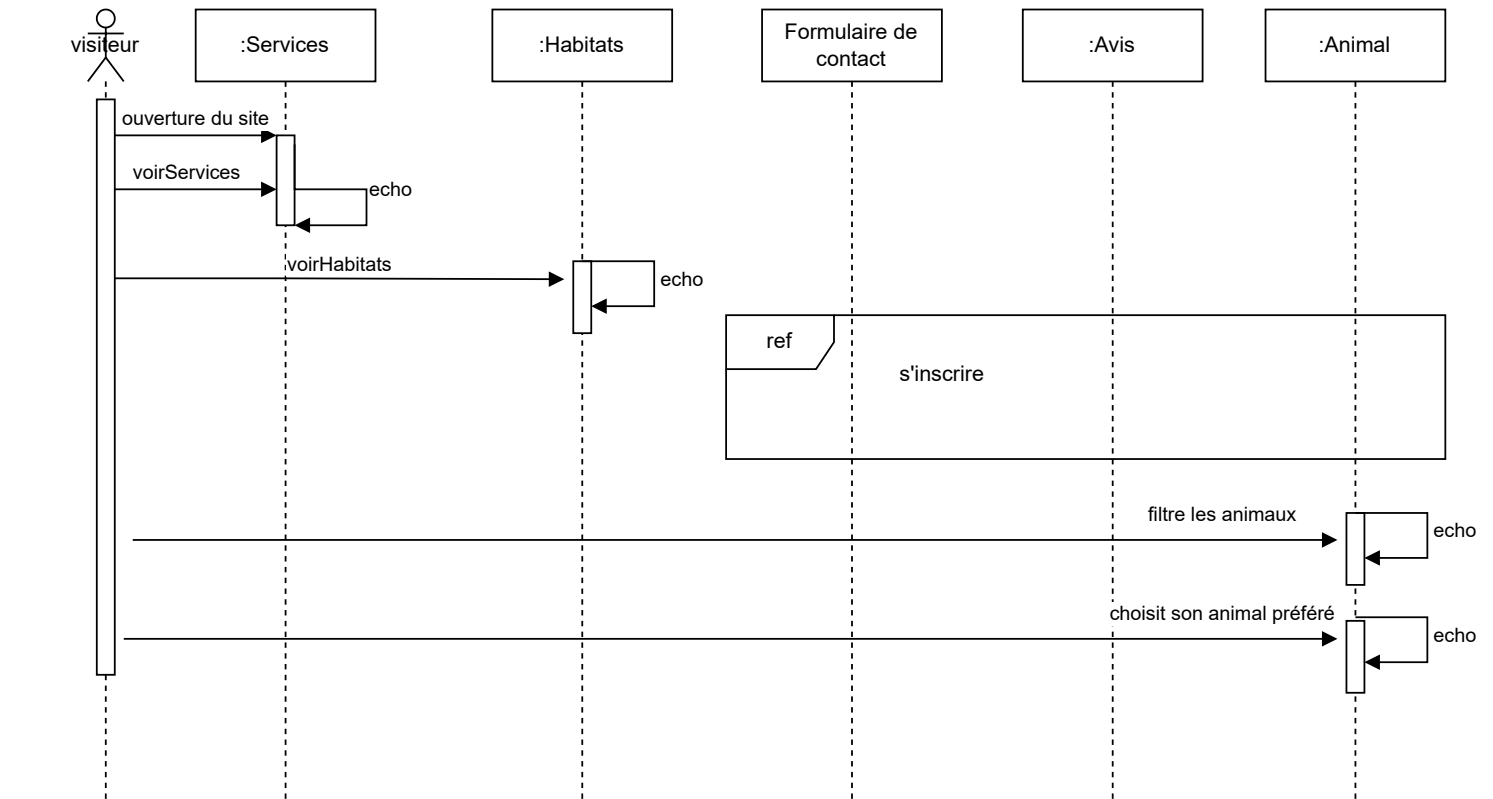 visiteur
:Services
:Habitats
Formulaire de
contact
:Avis
:Animal
ouverture du site
voirServices
echo
voirHabitats
echo
ref
s'inscrire
filtre les animaux
echo
choisit son animal préféré
echo